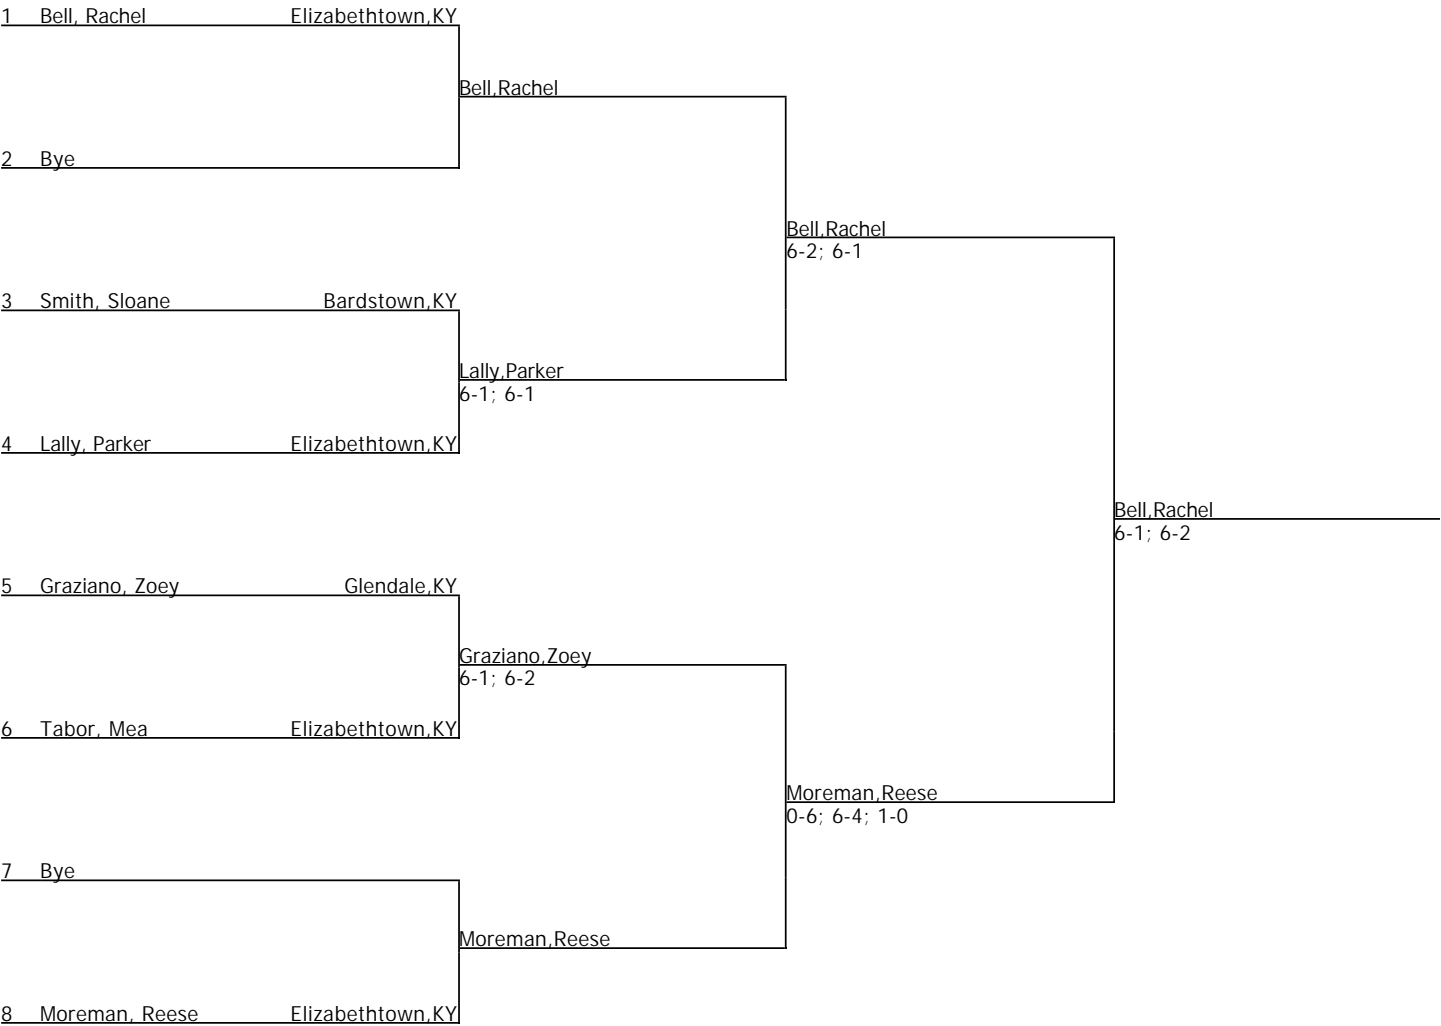 1 Bell, Rachel Elizabethtown,KY
Bell,Rachel
2 Bye
Bell,Rachel
6-2; 6-1
3 Smith, Sloane Bardstown,KY
Lally,Parker
6-1; 6-1
4 Lally, Parker Elizabethtown,KY
Bell,Rachel
6-1; 6-2
5 Graziano, Zoey Glendale,KY
Graziano,Zoey
6-1; 6-2
6 Tabor, Mea Elizabethtown,KY
Moreman,Reese
0-6; 6-4; 1-0
7 Bye
Moreman,Reese
8 Moreman, Reese Elizabethtown,KY